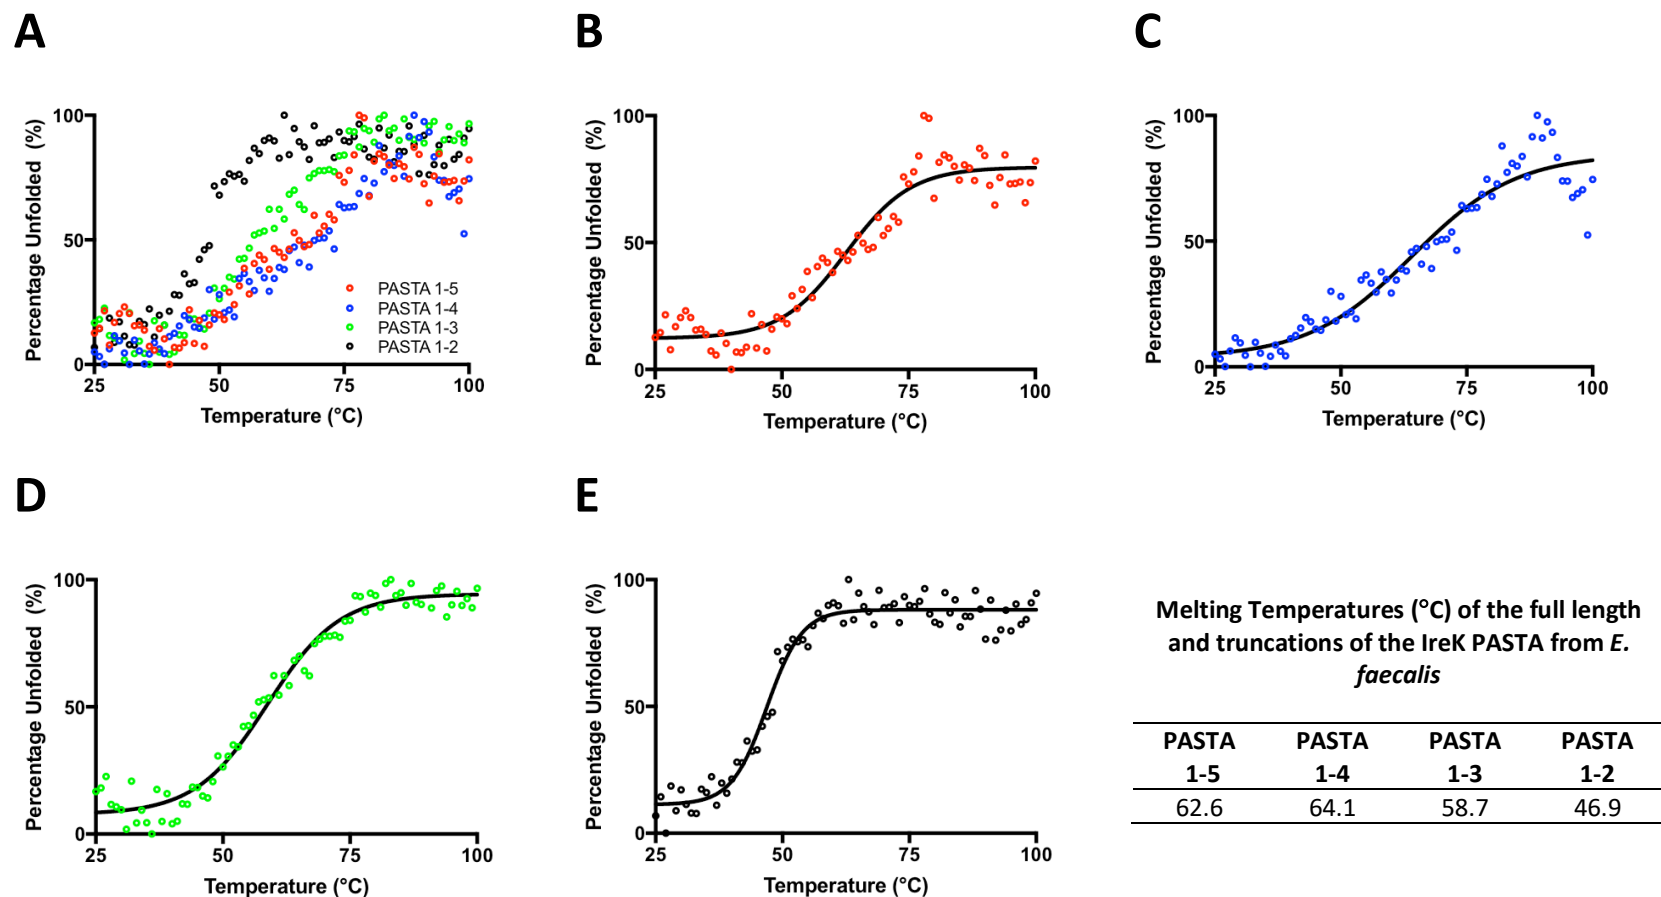 A
B
C
Percentage Unfolded (%)
100
50
0
25
50
75
100
Temperature (°C)
PASTA 1-5
PASTA 1-4
PASTA 1-3
PASTA 1-2
Percentage Unfolded (%)
100
50
0
25
50
75
100
Temperature (°C)
Percentage Unfolded (%)
100
50
0
25
50
75
100
Temperature (°C)
D
E
Percentage Unfolded (%)
100
50
0
25
50
75
100
Temperature (°C)
Percentage Unfolded (%)
100
50
0
25
50
75
100
Temperature (°C)
Melting Temperatures (°C) of the full length
and truncations of the IreK PASTA from E.
faecalis
PASTA PASTA PASTA PASTA
1-5 1-4 1-3 1-2
62.6 64.1 58.7 46.9